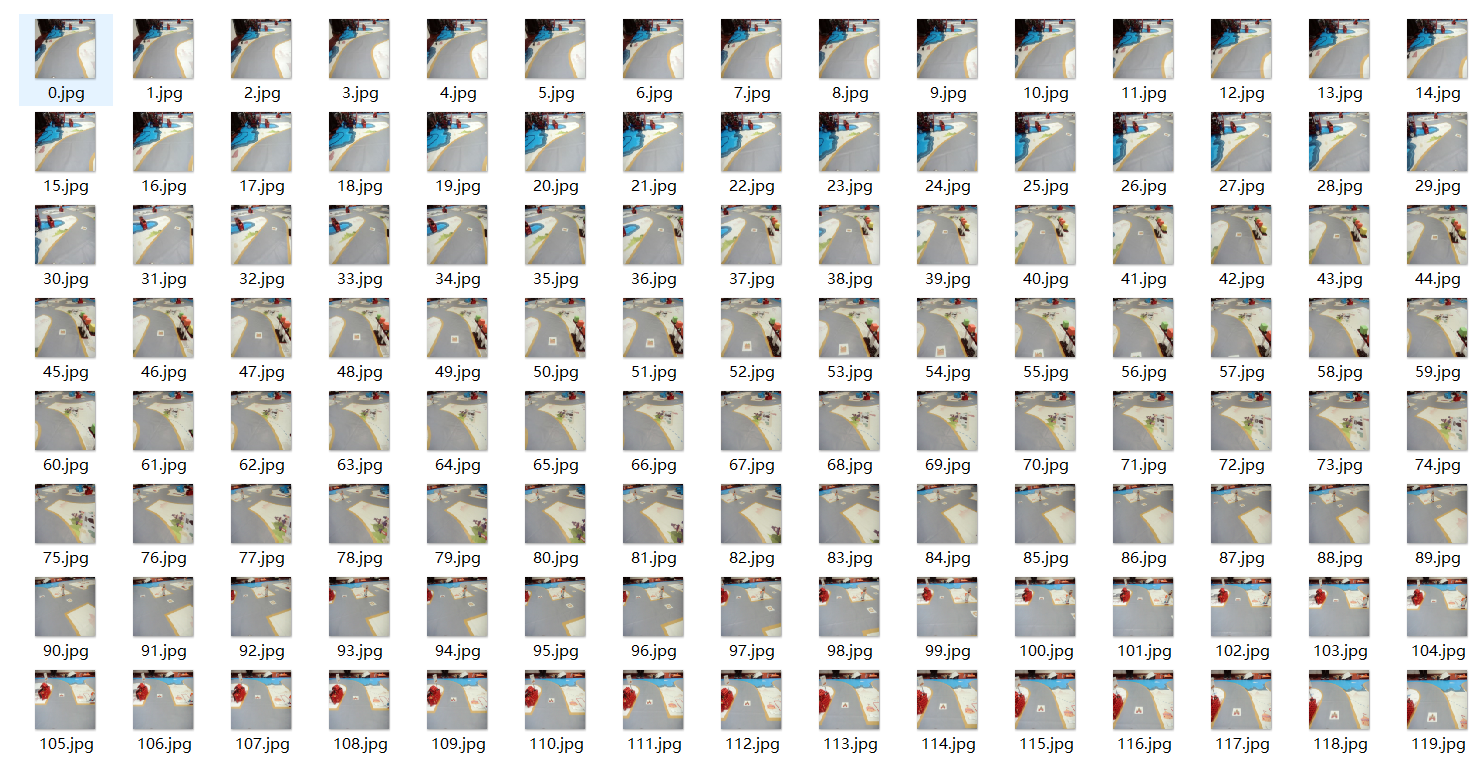 0.jpg 1.jpg 2.jpg 3.jpg 4.jpg 5.jpg 6.jpg 7.jpg 8.jpg 9.jpg 10.jpg 11.jpg 12.jpg 13.jpg 14.jpg
15.jpg 16.jpg 17.jpg 18.jpg 19.jpg 20.jpg 21.jpg 22.jpg 23.jpg 24.jpg 25.jpg 26.jpg 27.jpg 28.jpg 29.jpg
30.jpg 31.jpg 32.jpg 33.jpg 34.jpg 35.jpg 36.jpg 37.jpg 38.jpg 39.jpg 40.jpg 41.jpg 42.jpg 43.jpg 44.jpg
45.jpg 46.jpg 47.jpg 48.jpg 49.jpg 50.jpg 51.jpg 52.jpg 53.jpg 54.jpg 55.jpg 56.jpg 57.jpg 58.jpg 59.jpg
60.jpg 61.jpg 62.jpg 63.jpg 64.jpg 65.jpg 66.jpg 67.jpg 68.jpg 69.jpg 70.jpg 71.jpg 72.jpg 73.jpg 74.jpg
75.jpg 76.jpg 77.jpg 78.jpg 79.jpg 80.jpg 81.jpg 82.jpg 83.jpg 84.jpg 85.jpg 86.jpg 87.jpg 88.jpg 89.jpg
90.jpg 91.jpg 92.jpg 93.jpg 94.jpg 95.jpg 96.jpg 97.jpg 98.jpg 99.jpg 100.jpg 101.jpg 102.jpg 103.jpg 104.jpg
105.jpg 106.jpg 107.jpg 108.jpg 109.jpg 110.jpg 111.jpg 112.jpg 113.jpg 114.jpg 115.jpg 116.jpg 117.jpg 118.jpg 119.jpg